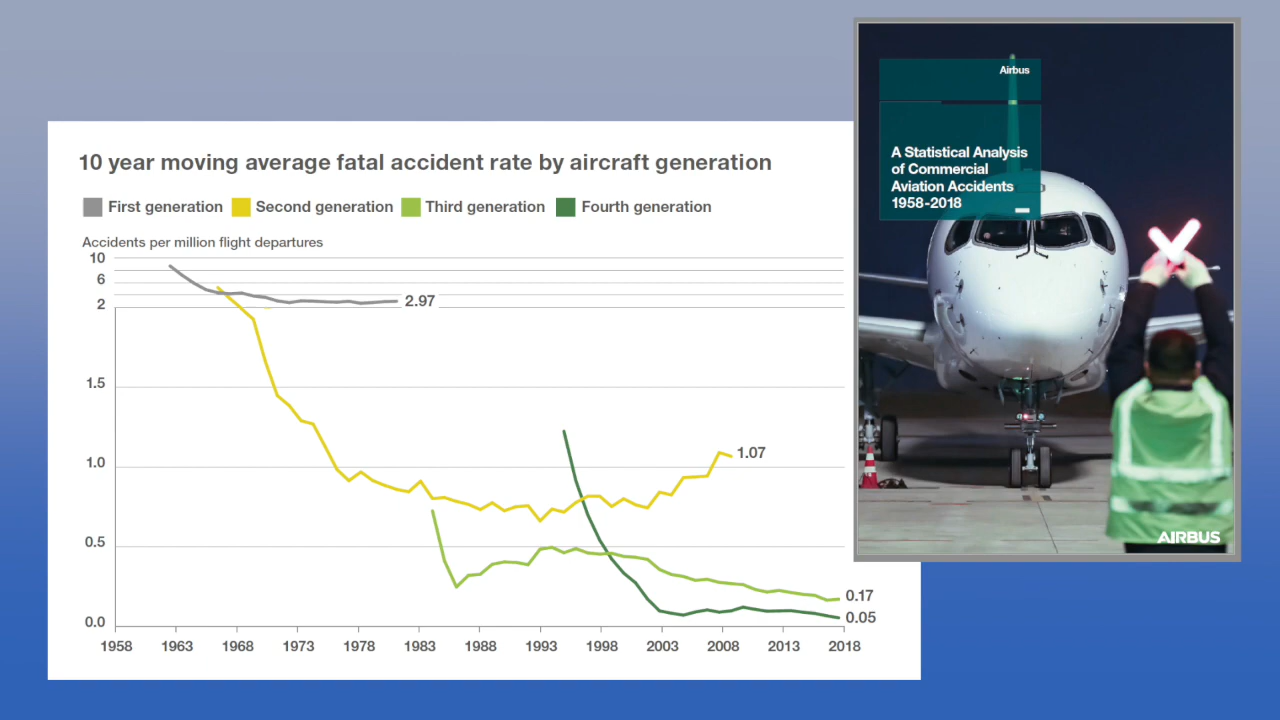 10 year moving average fatal accident rate by aircraft generation
First generation Second generation Third generation Fourth generation
Accidents per million flight departures
10
6
2
1.5
1.0
0.5
0.0
2.97
1.07
0.17
0.05
1958 1963 1968 1973 1978 1983 1988 1993 1998 2003 2008 2013 2018
Airbus
A Statistical Analysis
of Commercial
Aviation Accidents
1958-2018
AIRBUS